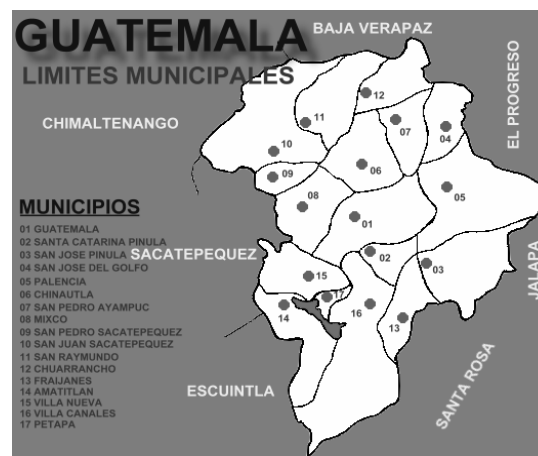 GUATEMALA
LIMITES MUNICIPALES
BAJA VERAPAZ
EL PROGRESO
CHIMALTENANGO
12
11
07
04
10
09
06
05
08
01
MUNICIPIOS
01 GUATEMALA
02 SANTA CATARINA PINULA
03 SAN JOSE PINULA
04 SAN JOSE DEL GOLFO
05 PALENCIA
06 CHINAUTLA
07 SAN PEDRO AYAMPUC
08 MIXCO
09 SAN PEDRO SACATEPEQUEZ
10 SAN JUAN SACATEPEQUEZ
11 SAN RAYMUNDO
12 CHUARRANCHO
13 FRAIJANES
14 AMATITLAN
15 VILLA NUEVA
16 VILLA CANALES
17 PETAPA
SACATEPEQUEZ
02
03
JALAPA
15
17
14
16
13
ESCUINTLA
SANTA ROSA